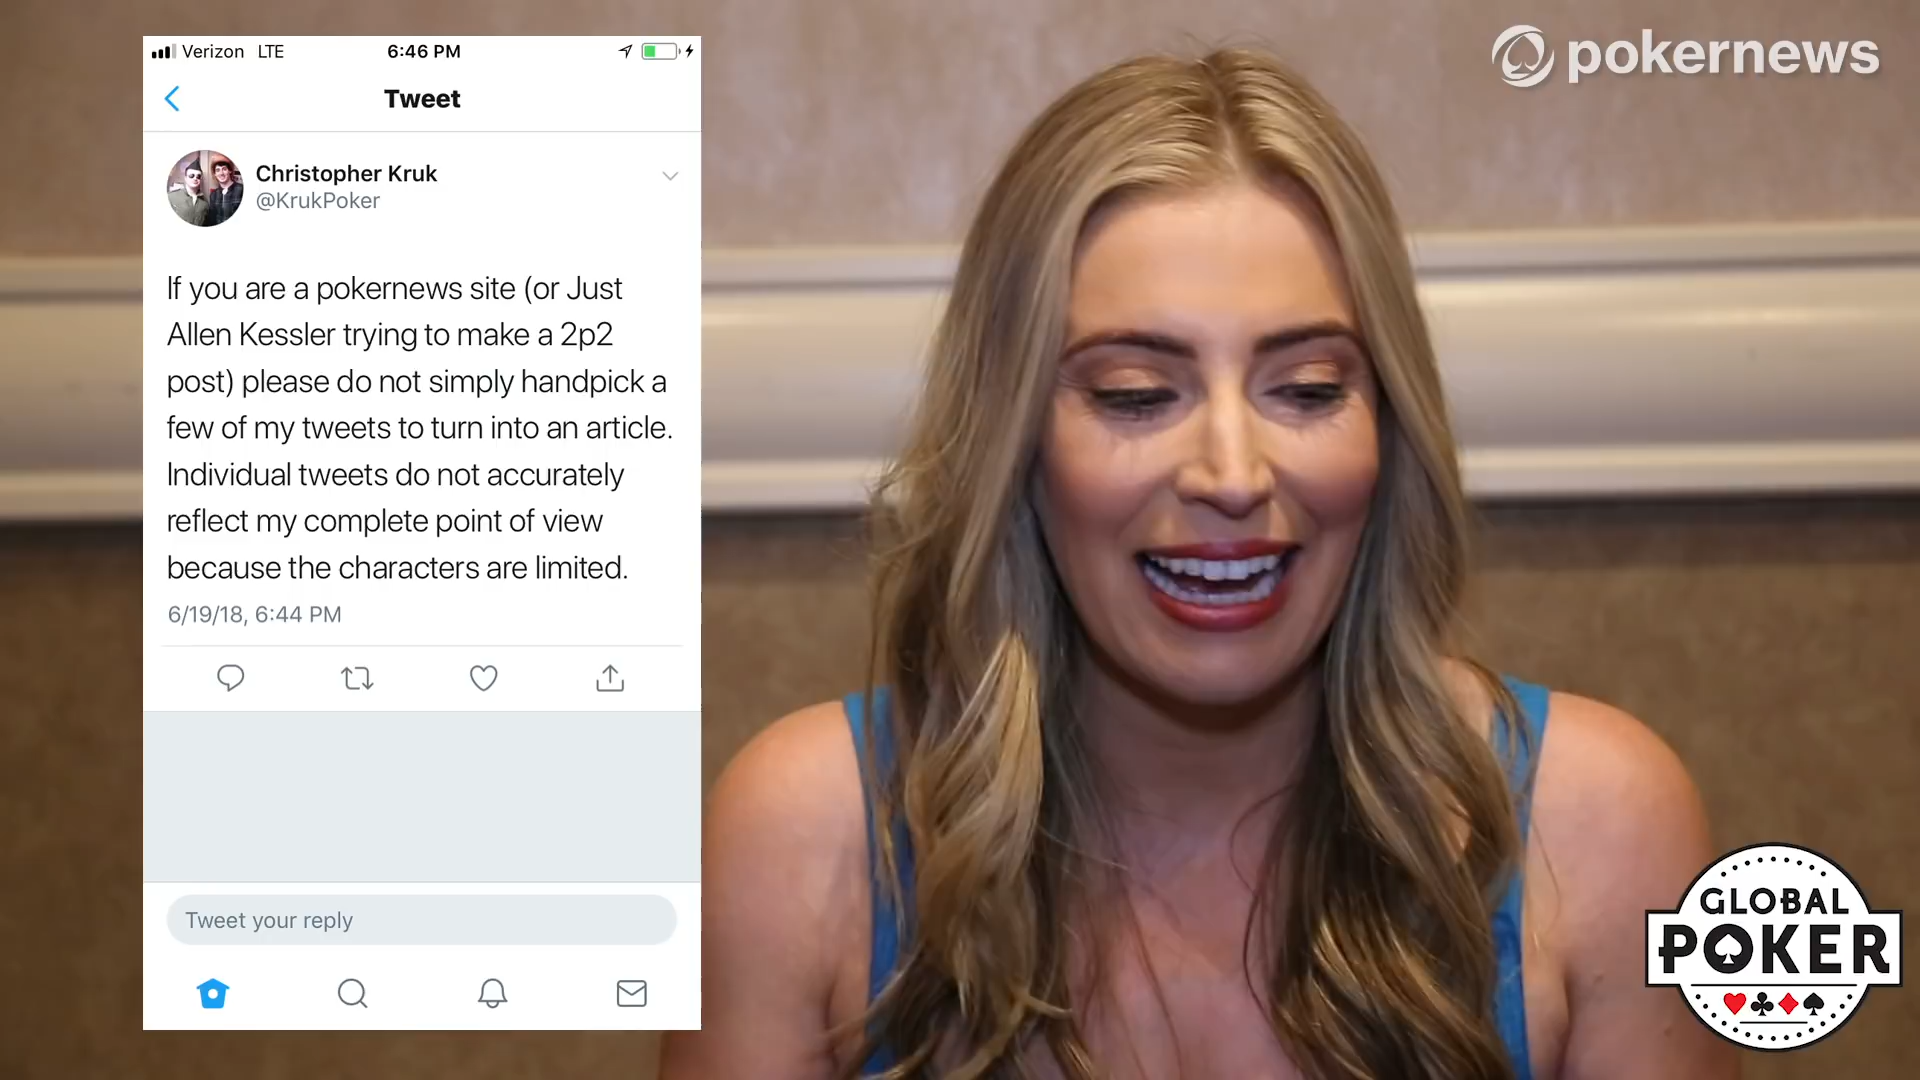 Verizon LTE 6:46 PM
Tweet
Christopher Kruk
@KrukPoker
If you are a pokernews site (or Just
Allen Kessler trying to make a 2p2
post) please do not simply handpick a
few of my tweets to turn into an article.
Individual tweets do not accurately
reflect my complete point of view
because the characters are limited.
6/19/18, 6:44 PM
Tweet your reply
pokernews
GLOBAL
POKER